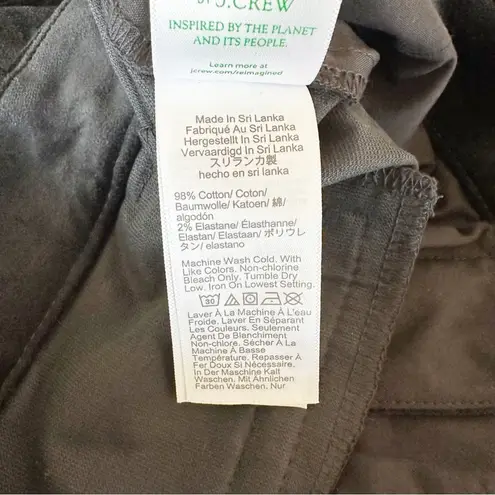 by J.CREW
INSPIRED BY THE PLANET
AND ITS PEOPLE.
Learn more at
jcrew.com/reimagined
Made In Sri Lanka
Fabriqué Au Sri Lanka
Hergestellt In Sri Lanka
Vervaardigd In Sri Lanka
スリランカ製
hecho en sri lanka
98% Cotton/ Coton/
Baumwolle/ Katoen/ 綿/
algodón
2% Elastane/ Élasthanne/
Elastan/ Elastaan/ ポリウレ
タン/ elastano
Machine Wash Cold. With
Like Colors. Non-chlorine
Bleach Only. Tumble Dry
Low. Iron On Lowest Setting.
30
Laver À La Machine À L'eau
Froide. Laver En Séparant
Les Couleurs. Seulement
Agent De Blanchiment
Non-chlore. Sécher À La
Machine À Basse
Température. Repasser À
Fer Doux Si Nécessaire.
In Der Maschine Kalt
Waschen. Mit Ähnlichen
Farben Waschen. Nur